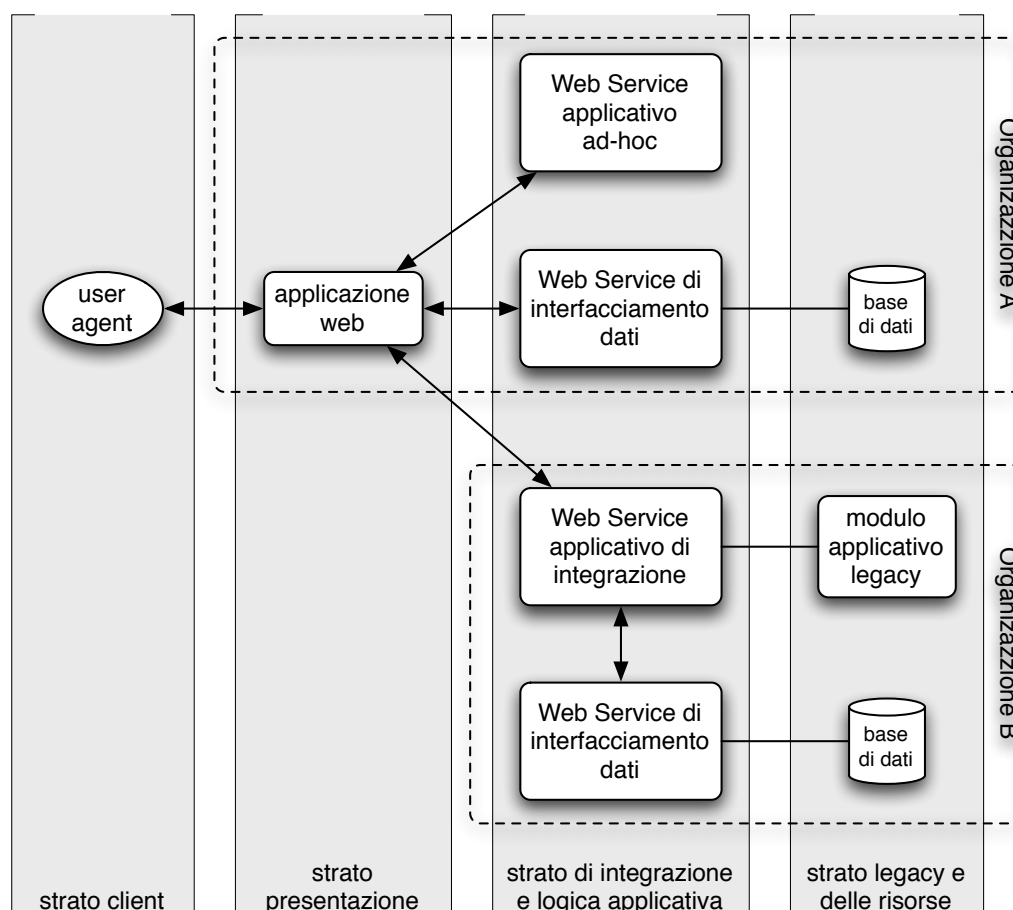 Web Service
applicativo
ad-hoc
Organizazzione A
user
agent
applicazione
web
Web Service di
interfacciamento
dati
base
di dati
Web Service
applicativo di
integrazione
modulo
applicativo
legacy
Organizazzione B
Web Service di
interfacciamento
dati
base
di dati
strato client
strato
presentazione
strato di integrazione
e logica applicativa
strato legacy e
delle risorse